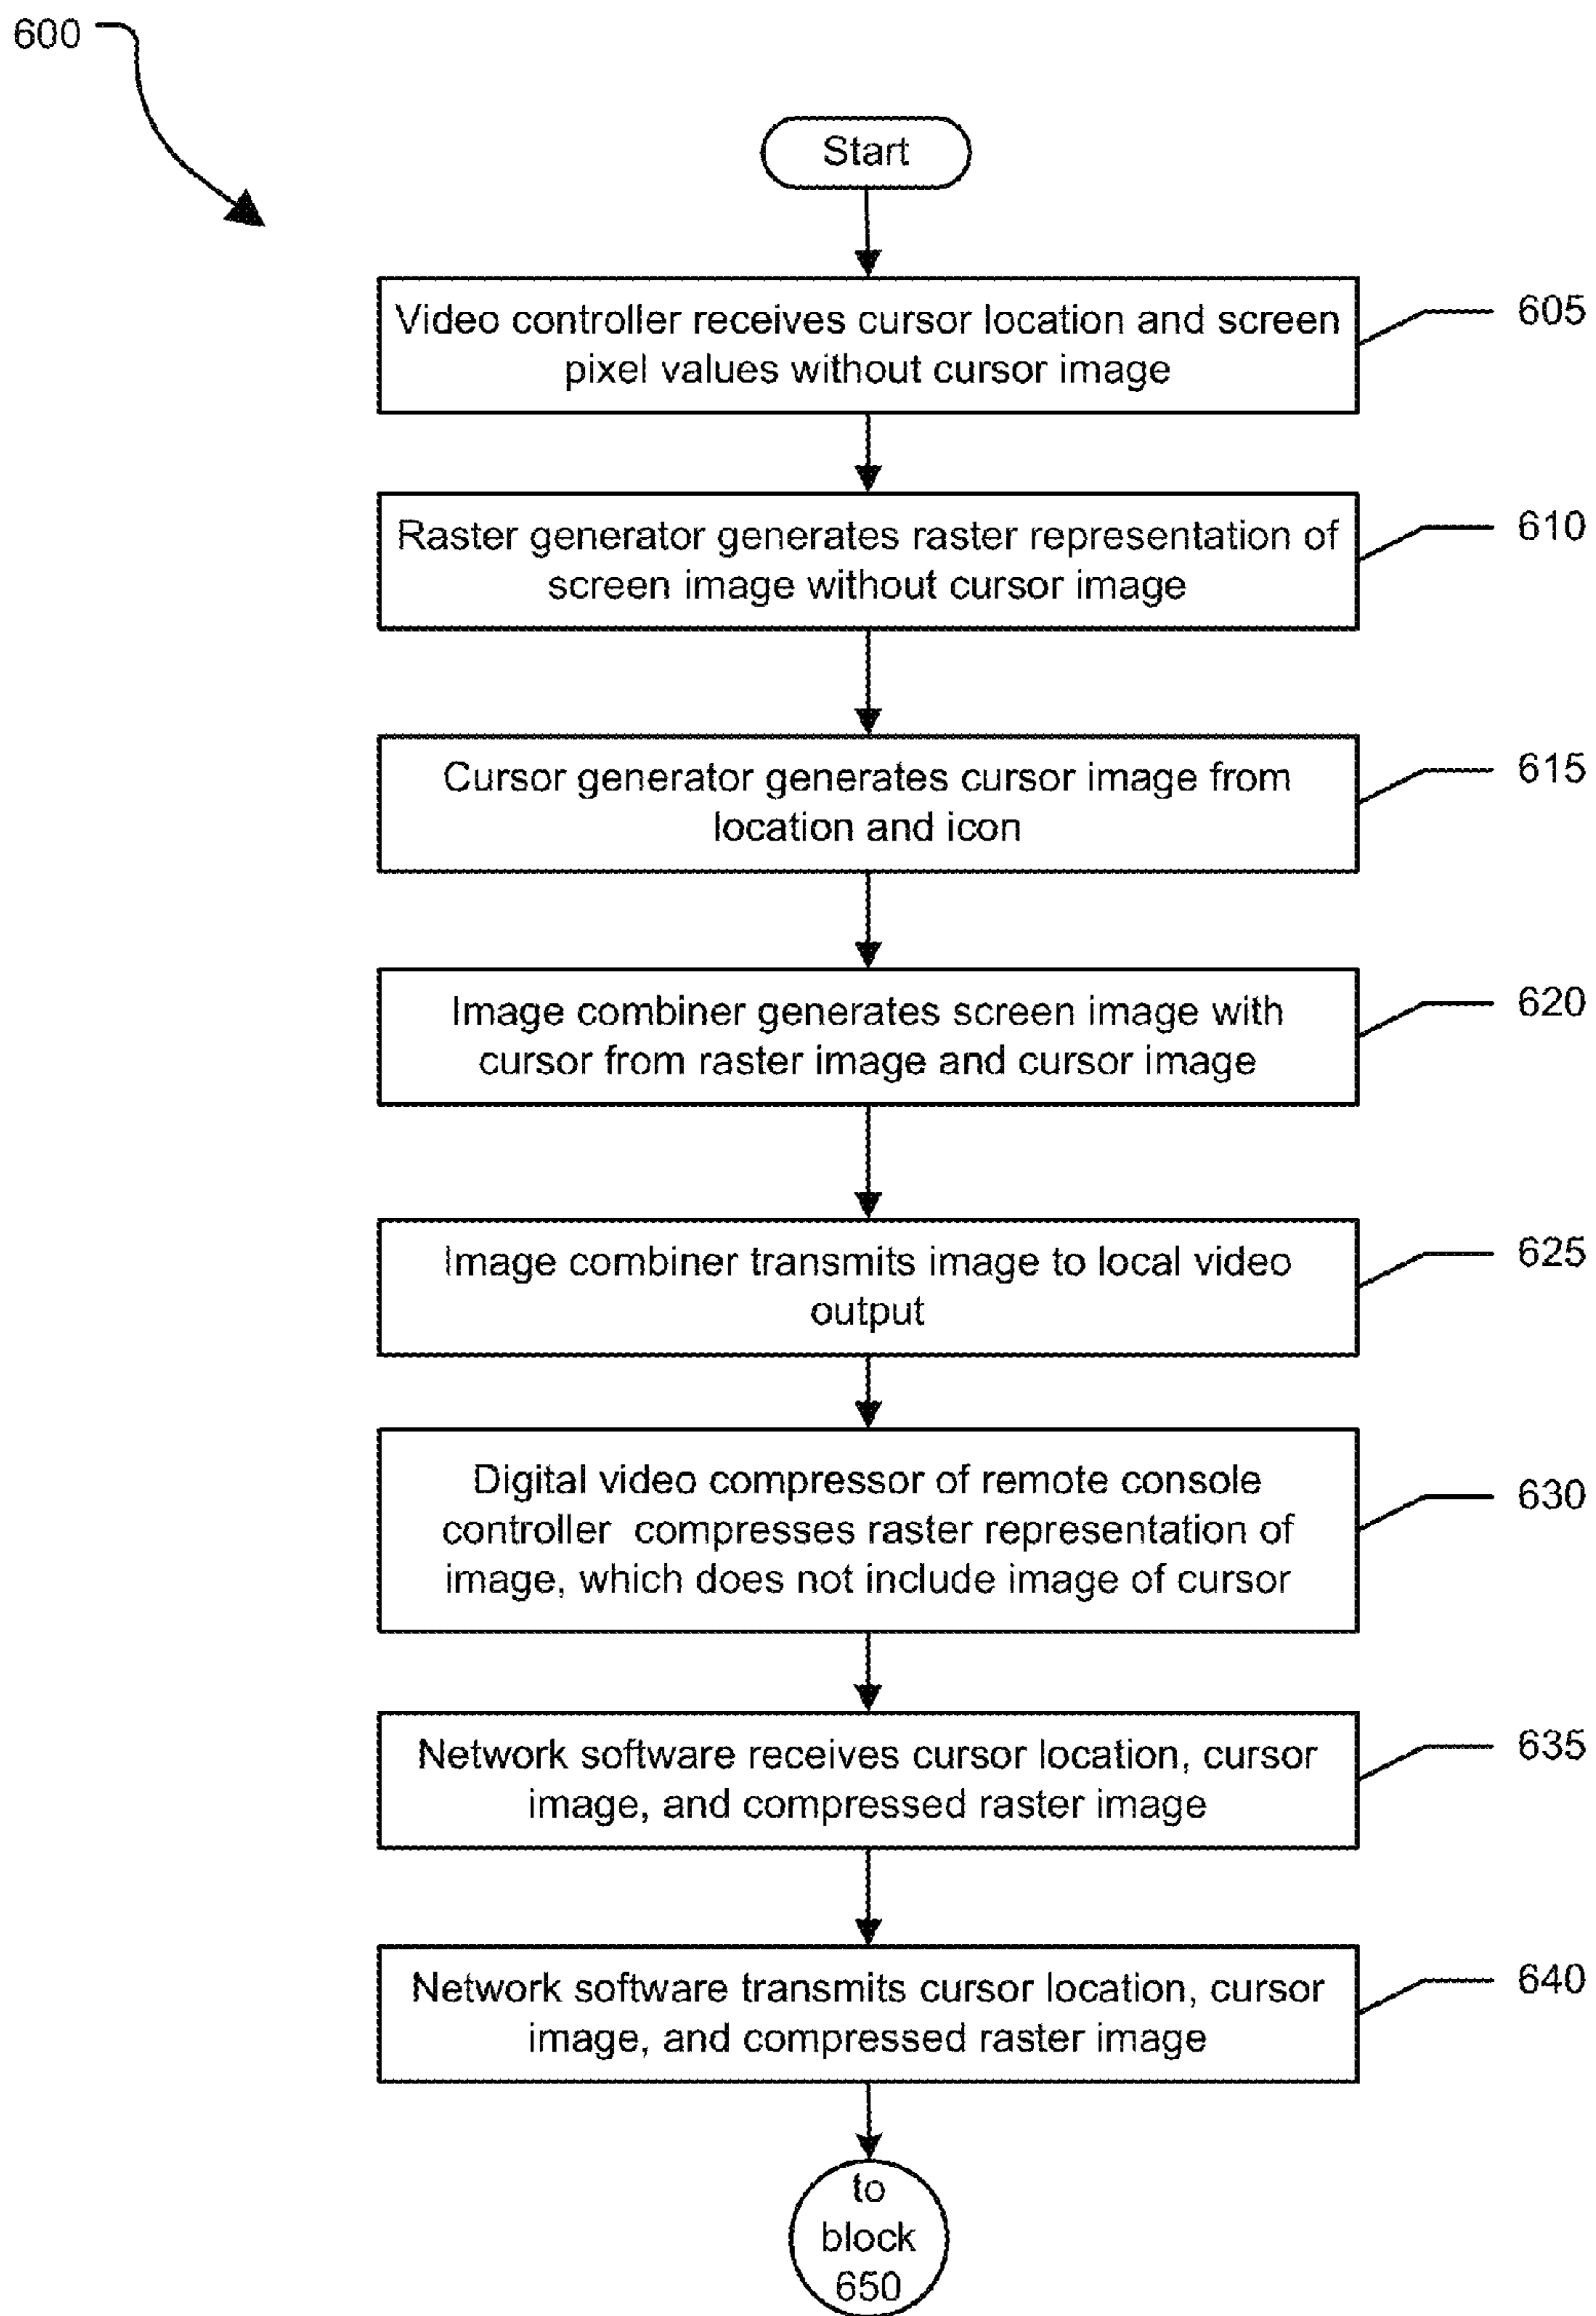 600
Start
Video controller receives cursor location and screen
pixel values without cursor image
605
Raster generator generates raster representation of
screen image without cursor image
610
Cursor generator generates cursor image from
location and icon
615
Image combiner generates screen image with
cursor from raster image and cursor image
620
Image combiner transmits image to local video
output
625
Digital video compressor of remote console
controller compresses raster representation of
image, which does not include image of cursor
630
Network software receives cursor location, cursor
image, and compressed raster image
635
Network software transmits cursor location, cursor
image, and compressed raster image
640
to
block
650